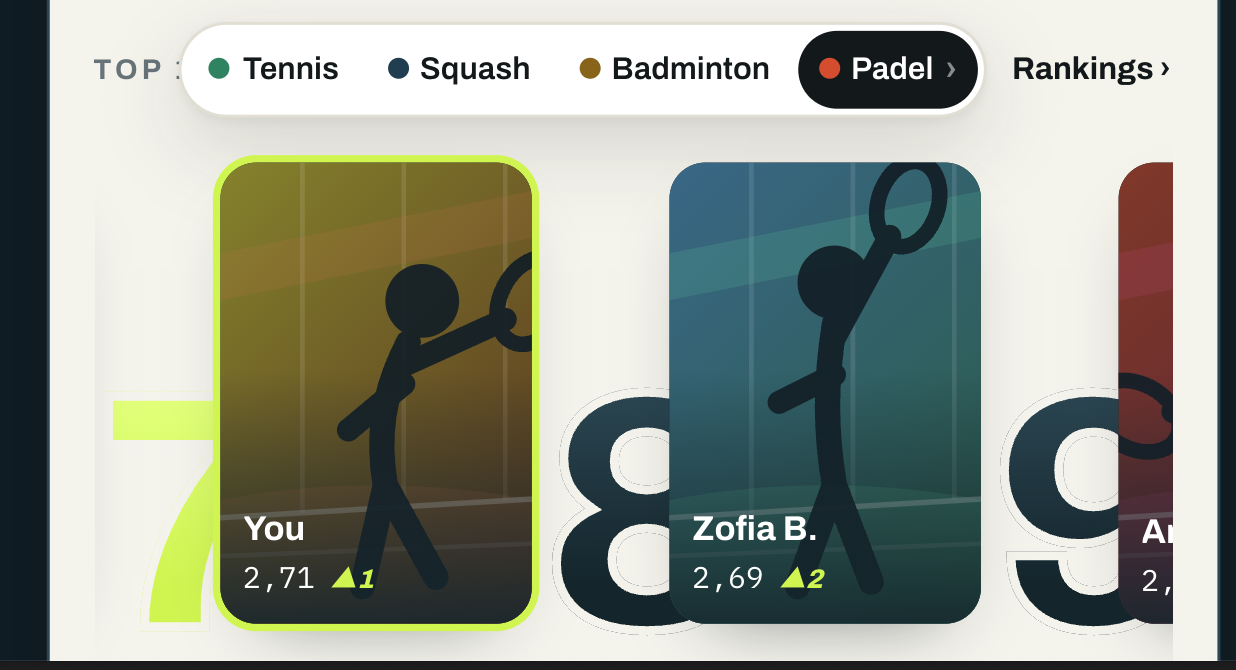 TOP
Tennis
Squash
Badminton
Padel ›
Rankings ›
7
You
2,71 ▲1
8
Zofia B.
2,69 ▲2
9